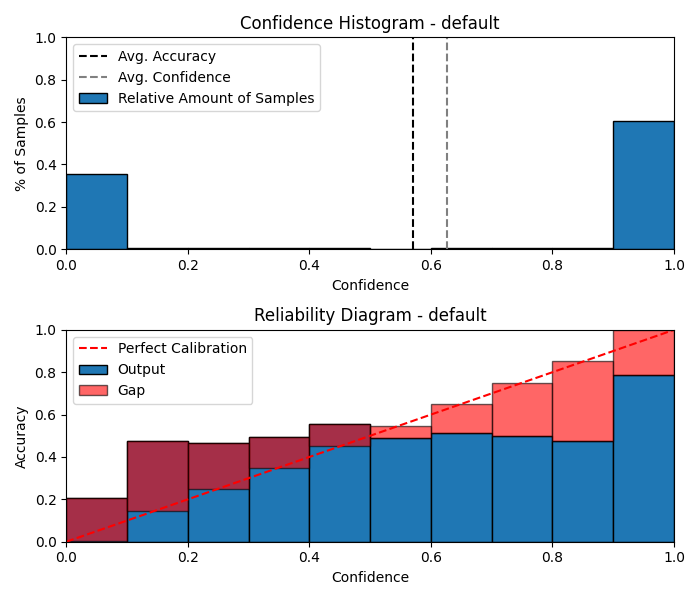 Confidence Histogram - default
1.0
0.8
0.6
0.4
0.2
0.0
% of Samples
Avg. Accuracy
Avg. Confidence
Relative Amount of Samples
0.0 0.2 0.4 0.6 0.8 1.0
Confidence
Reliability Diagram - default
1.0
0.8
0.6
0.4
0.2
0.0
Accuracy
Perfect Calibration
Output
Gap
0.0 0.2 0.4 0.6 0.8 1.0
Confidence